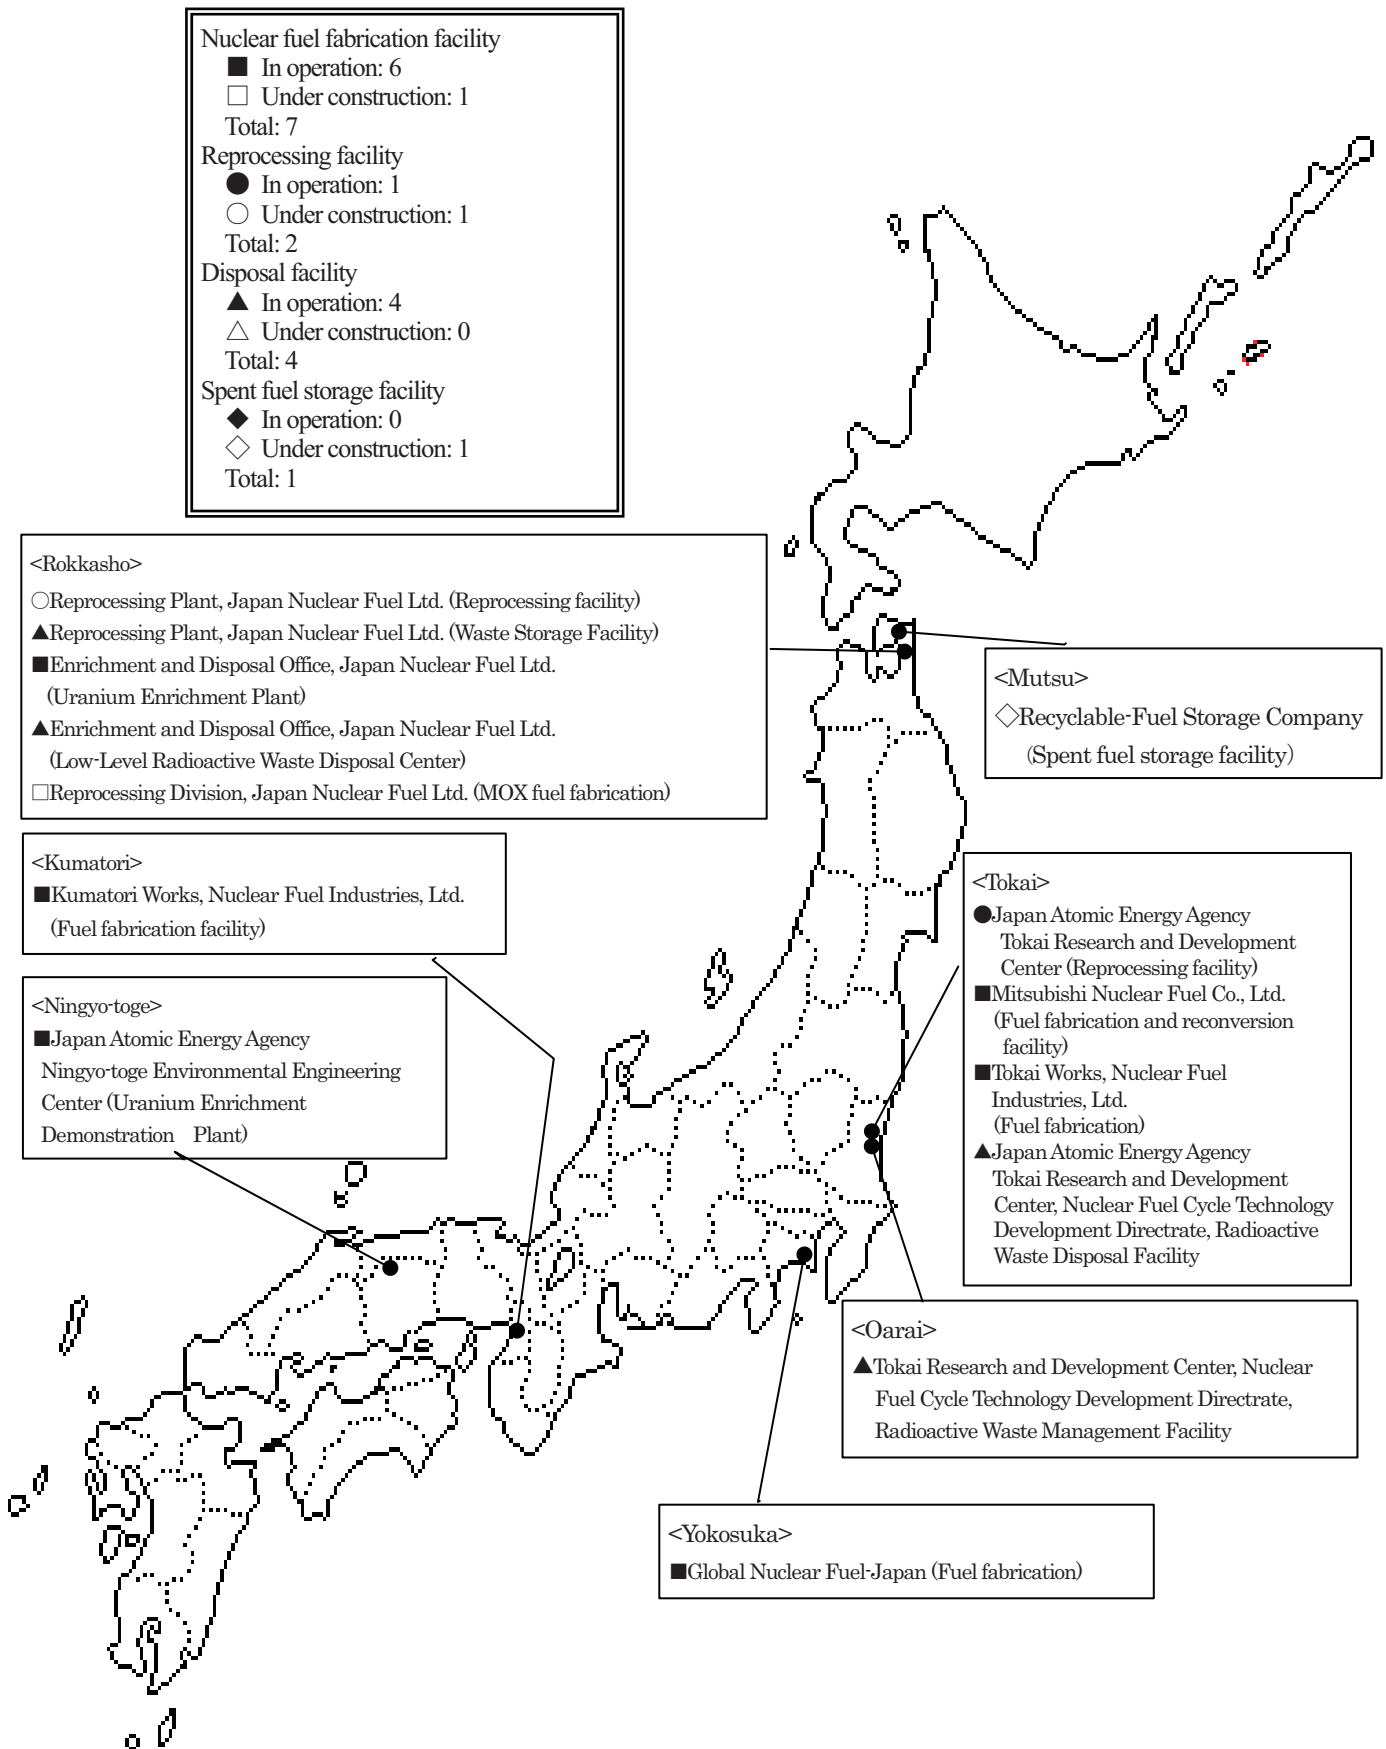 Nuclear fuel fabrication facility
■ In operation: 6
□ Under construction: 1
Total: 7
Reprocessing facility
● In operation: 1
○ Under construction: 1
Total: 2
Disposal facility
▲ In operation: 4
△ Under construction: 0
Total: 4
Spent fuel storage facility
◆ In operation: 0
◇ Under construction: 1
Total: 1
<Rokkasho>
○Reprocessing Plant, Japan Nuclear Fuel Ltd. (Reprocessing facility)
▲Reprocessing Plant, Japan Nuclear Fuel Ltd. (Waste Storage Facility)
■Enrichment and Disposal Office, Japan Nuclear Fuel Ltd.
(Uranium Enrichment Plant)
▲Enrichment and Disposal Office, Japan Nuclear Fuel Ltd.
(Low-Level Radioactive Waste Disposal Center)
□Reprocessing Division, Japan Nuclear Fuel Ltd. (MOX fuel fabrication)
<Mutsu>
◇Recyclable-Fuel Storage Company
(Spent fuel storage facility)
<Kumatori>
■Kumatori Works, Nuclear Fuel Industries, Ltd.
(Fuel fabrication facility)
<Ningyo-toge>
■Japan Atomic Energy Agency
Ningyo-toge Environmental Engineering
Center (Uranium Enrichment
Demonstration Plant)
<Tokai>
●Japan Atomic Energy Agency
Tokai Research and Development
Center (Reprocessing facility)
■Mitsubishi Nuclear Fuel Co., Ltd.
(Fuel fabrication and reconversion
facility)
■Tokai Works, Nuclear Fuel
Industries, Ltd.
(Fuel fabrication)
▲Japan Atomic Energy Agency
Tokai Research and Development
Center, Nuclear Fuel Cycle Technology
Development Directrate, Radioactive
Waste Disposal Facility
<Oarai>
▲Tokai Research and Development Center, Nuclear
Fuel Cycle Technology Development Directrate,
Radioactive Waste Management Facility
<Yokosuka>
■Global Nuclear Fuel-Japan (Fuel fabrication)